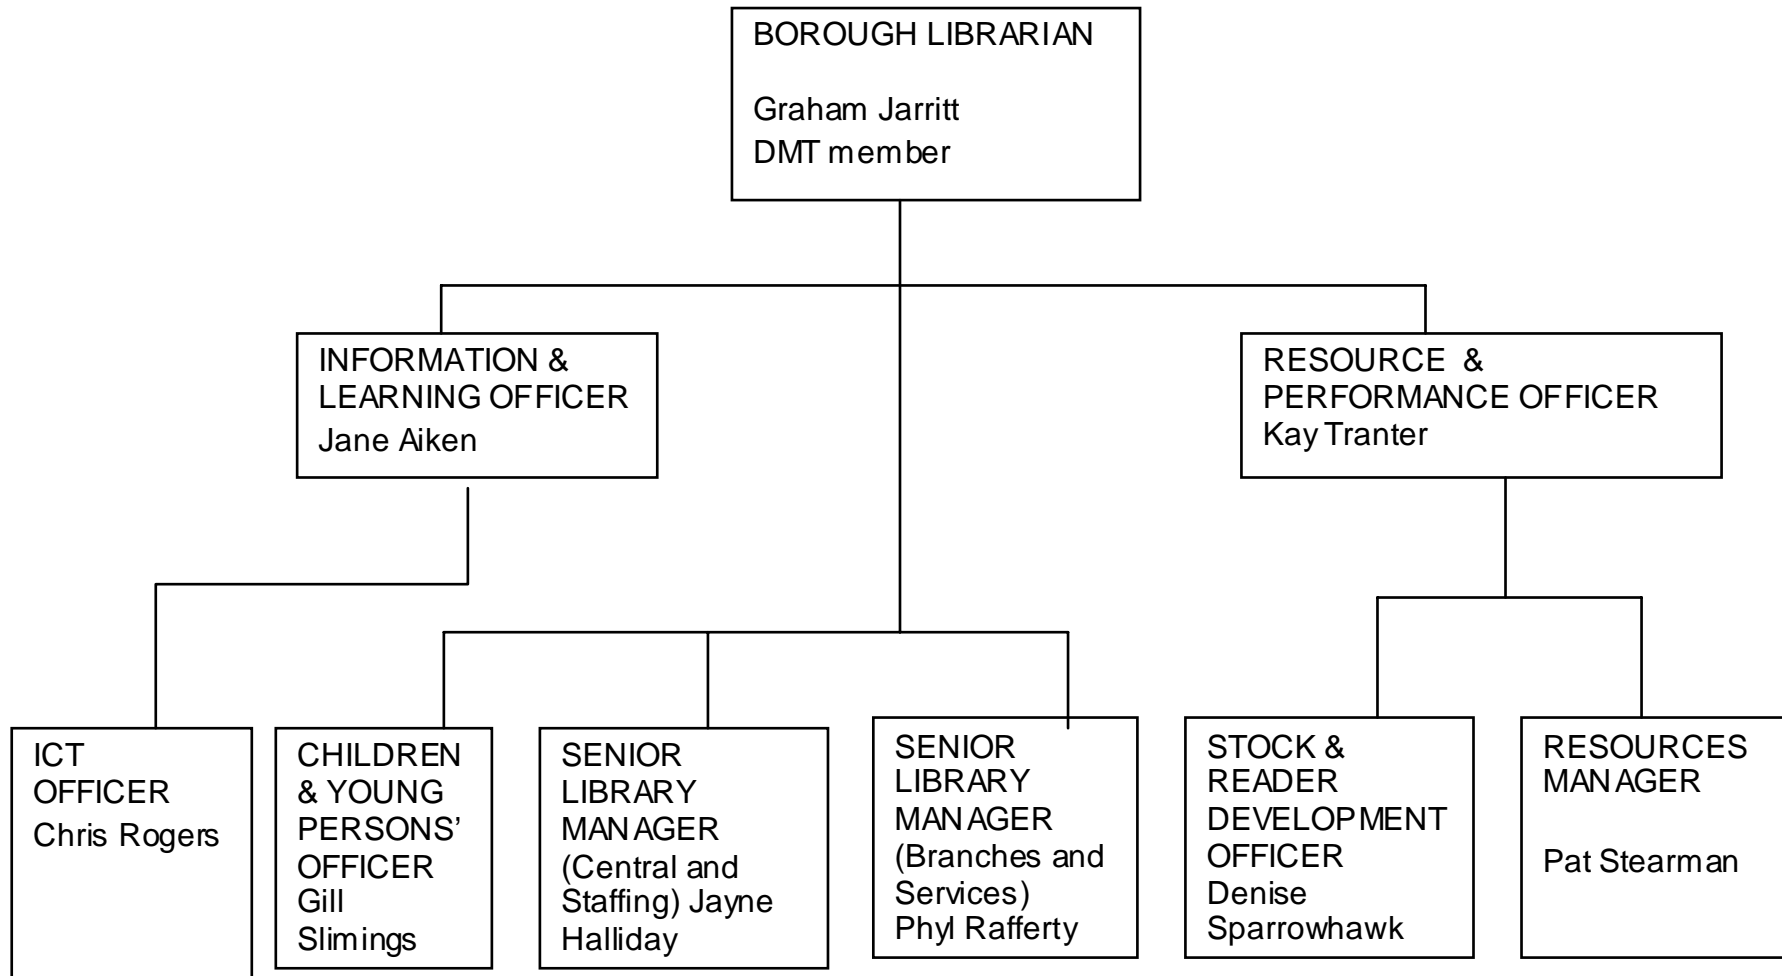 BOROUGH LIBRARIAN
Graham Jarritt
DMT member
INFORMATION &
LEARNING OFFICER
Jane Aiken
RESOURCE &
PERFORMANCE OFFICER
Kay Tranter
ICT
OFFICER
Chris Rogers
CHILDREN
& YOUNG
PERSONS’
OFFICER
Gill
Slimings
SENIOR
LIBRARY
MANAGER
(Central and
Staffing) Jayne
Halliday
SENIOR
LIBRARY
MANAGER
(Branches and
Services)
Phyl Rafferty
STOCK &
READER
DEVELOPMENT
OFFICER
Denise
Sparrowhawk
RESOURCES
MANAGER
Pat Stearman